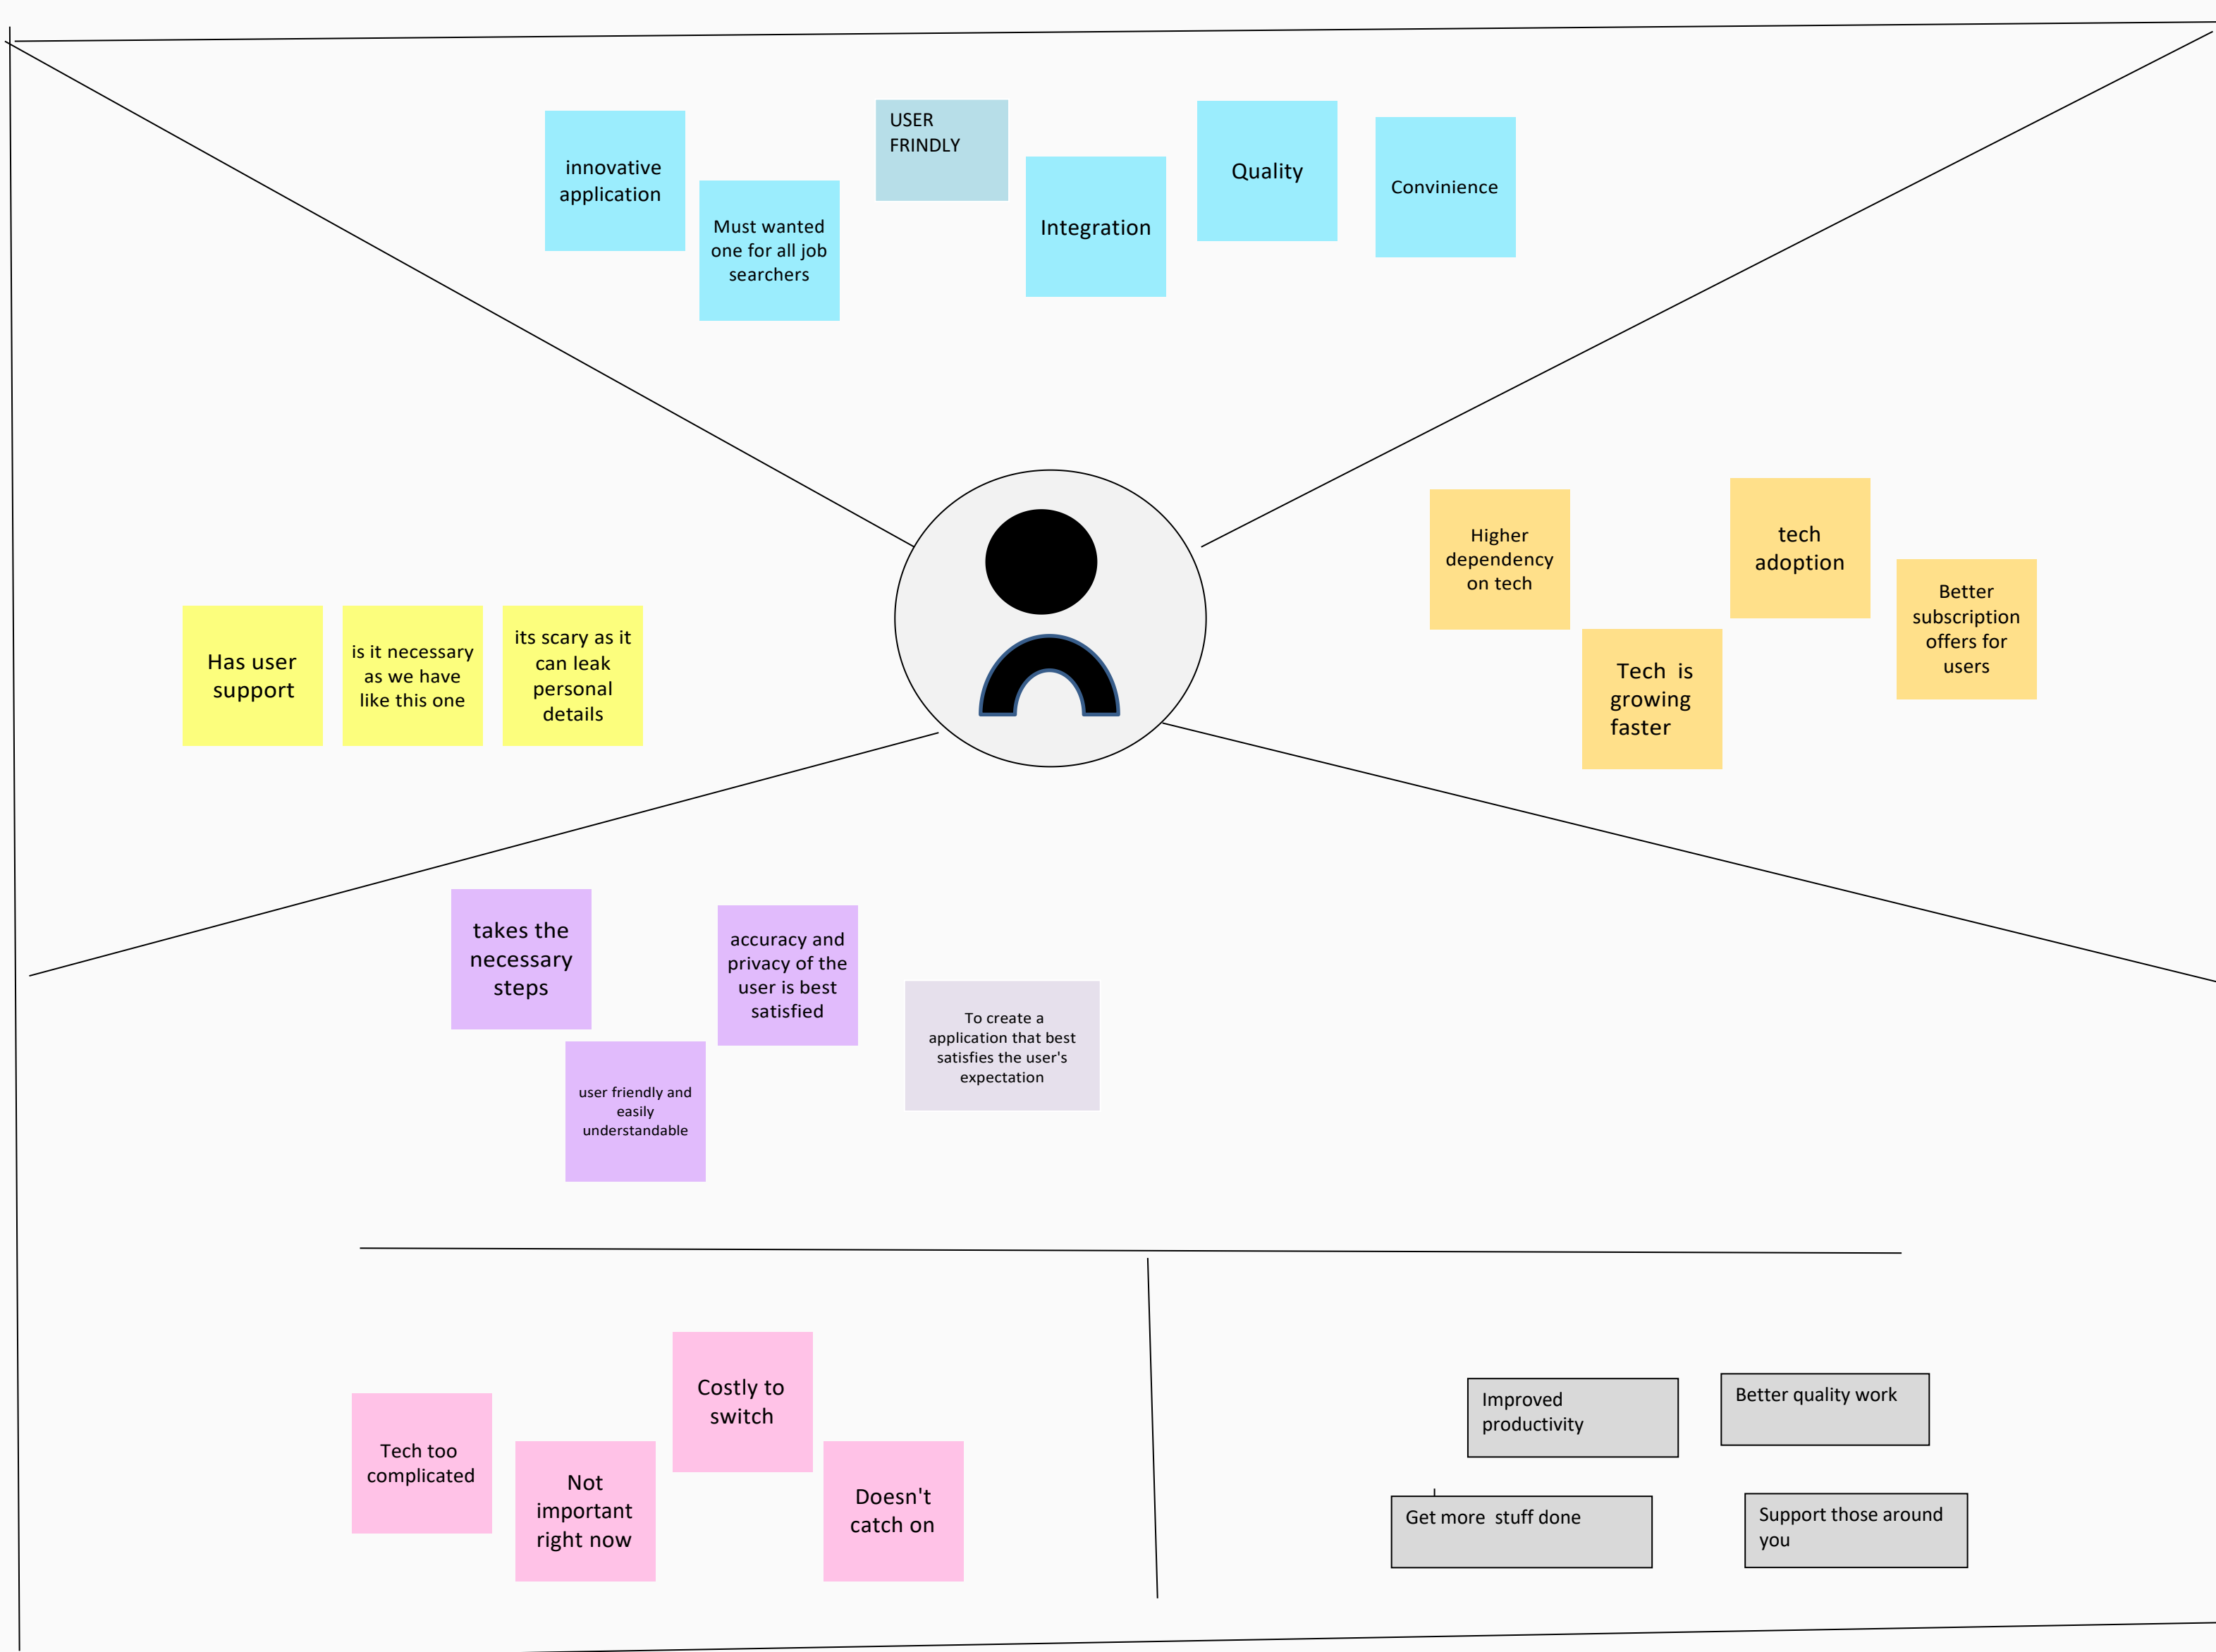 innovative
application
Must wanted
one for all job
searchers
USER
FRINDLY
Integration
Quality
Convinience
Has user
support
is it necessary
as we have
like this one
its scary as it
can leak
personal
details
Higher
dependency
on tech
Tech is
growing
faster
tech
adoption
Better
subscription
offers for
users
takes the
necessary
steps
user friendly and
easily
understandable
accuracy and
privacy of the
user is best
satisfied
To create a
application that best
satisfies the user's
expectation
Tech too
complicated
Not
important
right now
Costly to
switch
Doesn't
catch on
Improved
productivity
Better quality work
Get more stuff done
Support those around
you